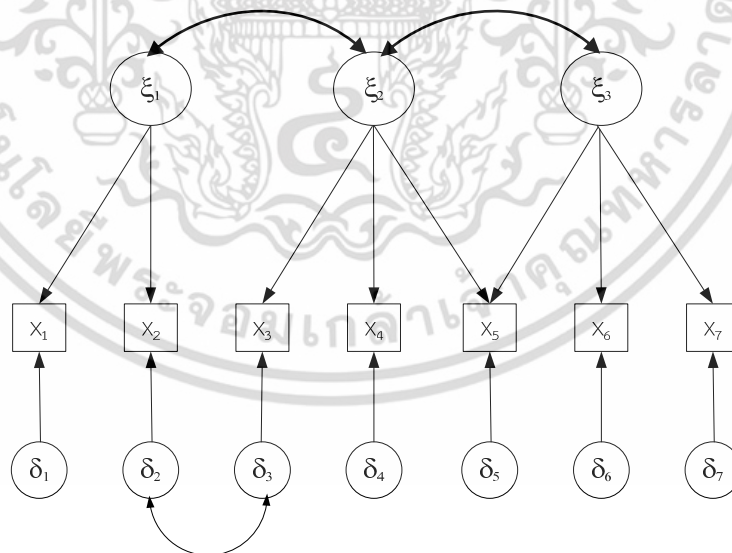 ξ₁ ξ₂ ξ₃
X₁ X₂ X₃ X₄ X₅ X₆ X₇
δ₁ δ₂ δ₃ δ₄ δ₅ δ₆ δ₇